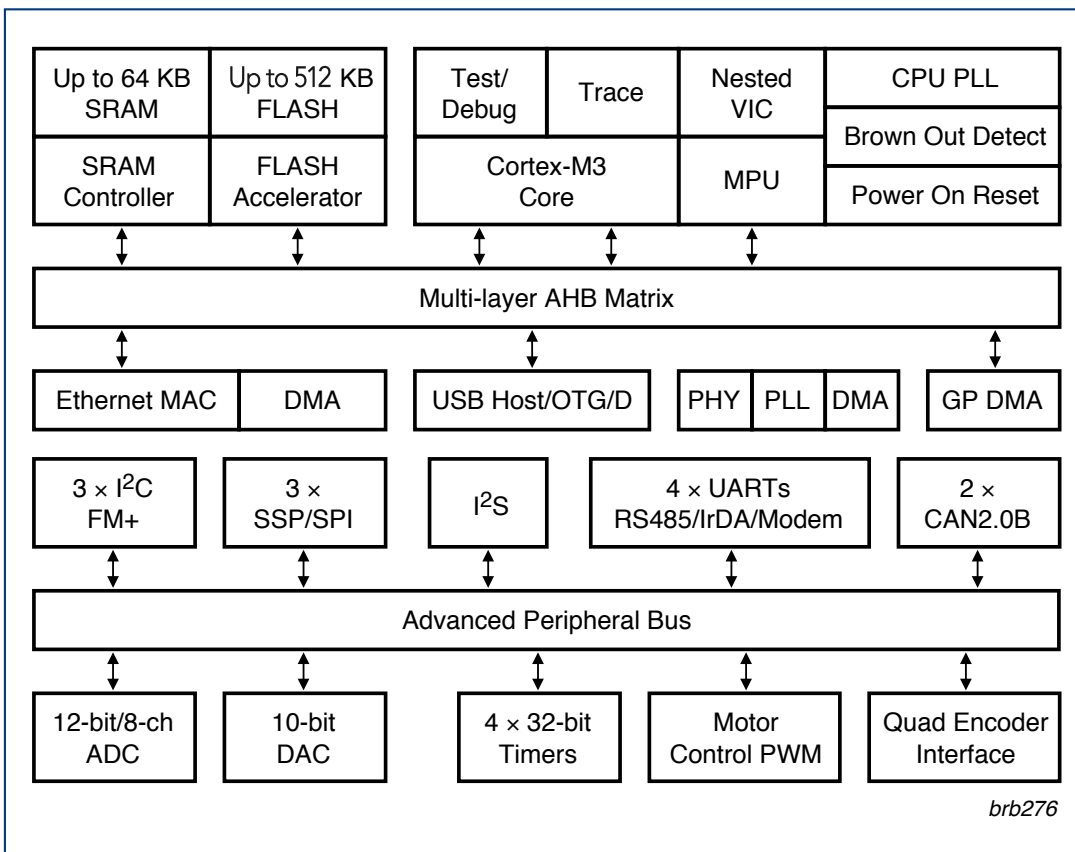 Up to 64 KB
SRAM
Up to 512 KB
FLASH
Test/
Debug
Trace
Nested
VIC
CPU PLL
Brown Out Detect
Power On Reset
SRAM
Controller
FLASH
Accelerator
Cortex-M3
Core
MPU
Multi-layer AHB Matrix
Ethernet MAC
DMA
USB Host/OTG/D
PHY
PLL
DMA
GP DMA
3 × I²C
FM+
3 ×
SSP/SPI
I²S
4 × UARTs
RS485/IrDA/Modem
2 ×
CAN2.0B
Advanced Peripheral Bus
12-bit/8-ch
ADC
10-bit
DAC
4 × 32-bit
Timers
Motor
Control PWM
Quad Encoder
Interface
brb276